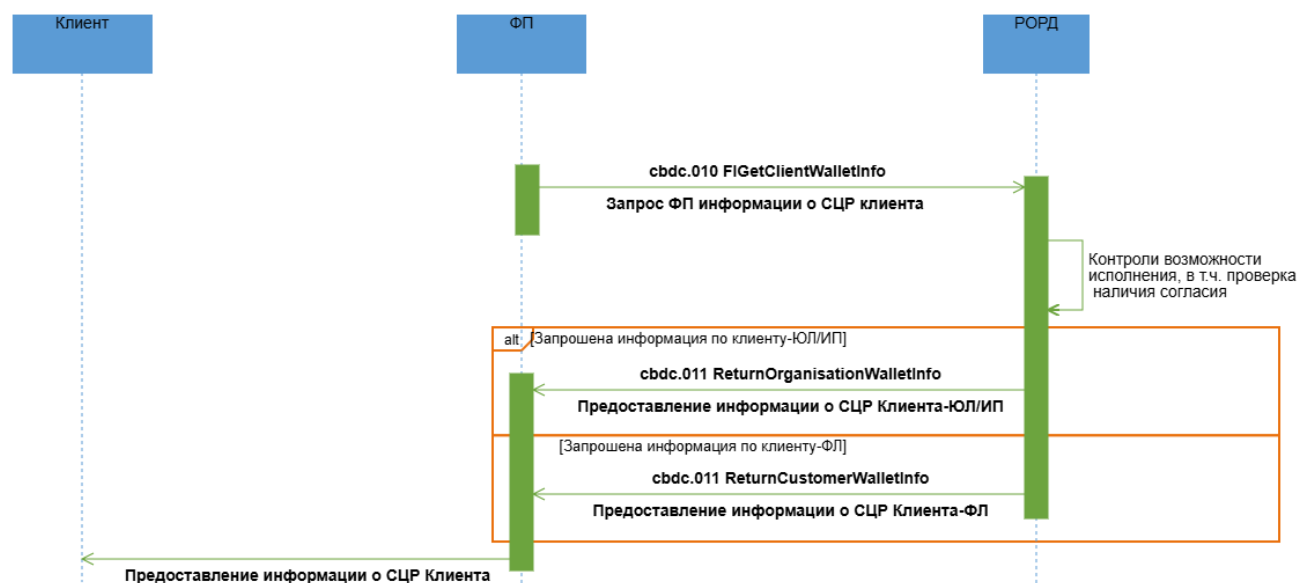 Клиент
ФП
РОРД
cbdc.010 FIGetClientWalletInfo
Запрос ФП информации о СЦР клиента
Контроли возможности
исполнения, в т.ч. проверка
наличия согласия
alt [Запрошена информация по клиенту-ЮЛ/ИП]
cbdc.011 ReturnOrganisationWalletInfo
Предоставление информации о СЦР Клиента-ЮЛ/ИП
[Запрошена информация по клиенту-ФЛ]
cbdc.011 ReturnCustomerWalletInfo
Предоставление информации о СЦР Клиента-ФЛ
Предоставление информации о СЦР Клиента